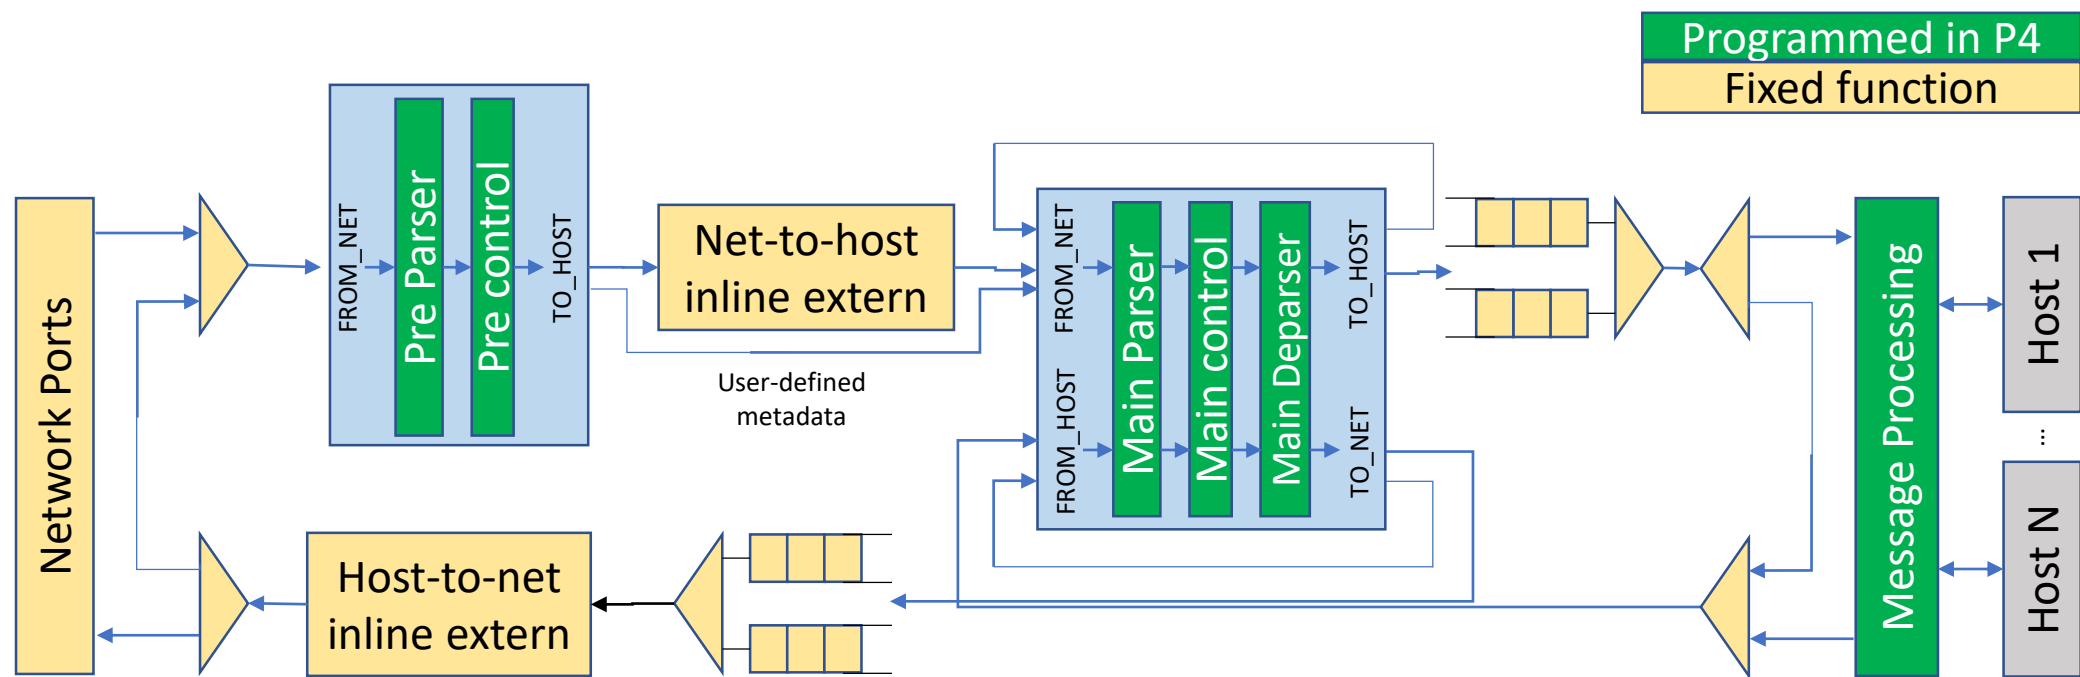 Programmed in P4
Fixed function
Network Ports
FROM_NET
Pre Parser
Pre control
TO_HOST
Net-to-host
inline extern
User-defined
metadata
FROM_NET
FROM_HOST
Main Parser
Main control
Main Deparser
TO_HOST
TO_NET
Message Processing
Host 1
...
Host N
Host-to-net
inline extern